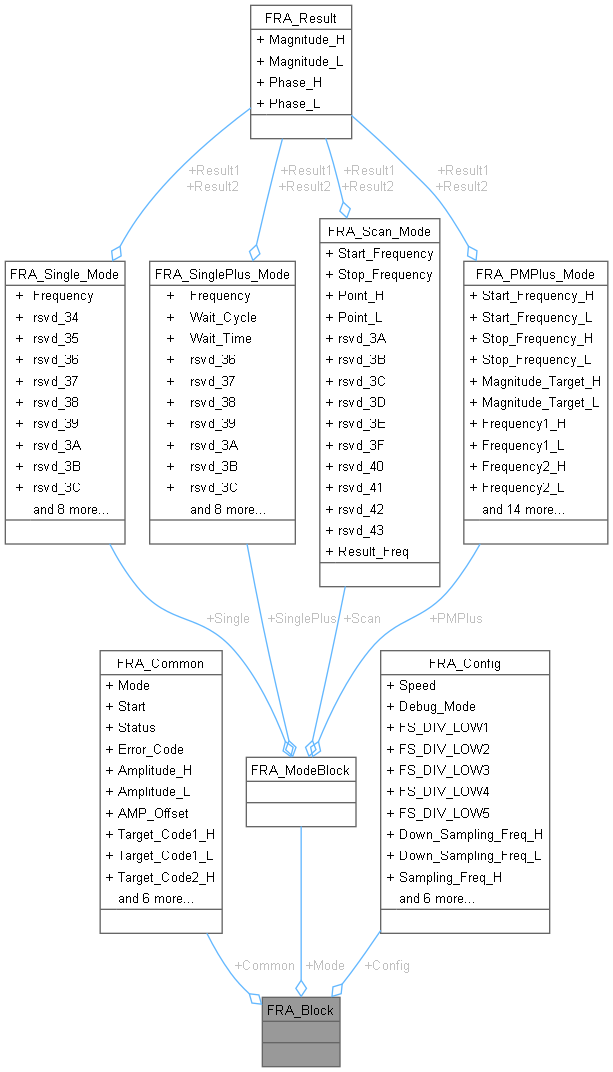 FRA_Result
+ Magnitude_H
+ Magnitude_L
+ Phase_H
+ Phase_L
+Result1
+Result2
+Result1
+Result2
+Result1
+Result2
+Result1
+Result2
FRA_Single_Mode
+ Frequency
+ rsvd_34
+ rsvd_35
+ rsvd_36
+ rsvd_37
+ rsvd_38
+ rsvd_39
+ rsvd_3A
+ rsvd_3B
+ rsvd_3C
and 8 more...
FRA_SinglePlus_Mode
+ Frequency
+ Wait_Cycle
+ Wait_Time
+ rsvd_36
+ rsvd_37
+ rsvd_38
+ rsvd_39
+ rsvd_3A
+ rsvd_3B
+ rsvd_3C
and 8 more...
FRA_Scan_Mode
+ Start_Frequency
+ Stop_Frequency
+ Point_H
+ Point_L
+ rsvd_3A
+ rsvd_3B
+ rsvd_3C
+ rsvd_3D
+ rsvd_3E
+ rsvd_3F
+ rsvd_40
+ rsvd_41
+ rsvd_42
+ rsvd_43
+ Result_Freq
FRA_PMPlus_Mode
+ Start_Frequency_H
+ Start_Frequency_L
+ Stop_Frequency_H
+ Stop_Frequency_L
+ Magnitude_Target_H
+ Magnitude_Target_L
+ Frequency1_H
+ Frequency1_L
+ Frequency2_H
+ Frequency2_L
and 14 more...
+Single
+SinglePlus
+Scan
+PMPlus
FRA_Common
+ Mode
+ Start
+ Status
+ Error_Code
+ Amplitude_H
+ Amplitude_L
+ AMP_Offset
+ Target_Code1_H
+ Target_Code1_L
+ Target_Code2_H
and 6 more...
FRA_ModeBlock
FRA_Config
+ Speed
+ Debug_Mode
+ FS_DIV_LOW1
+ FS_DIV_LOW2
+ FS_DIV_LOW3
+ FS_DIV_LOW4
+ FS_DIV_LOW5
+ Down_Sampling_Freq_H
+ Down_Sampling_Freq_L
+ Sampling_Freq_H
and 6 more...
+Common
+Mode
+Config
FRA_Block